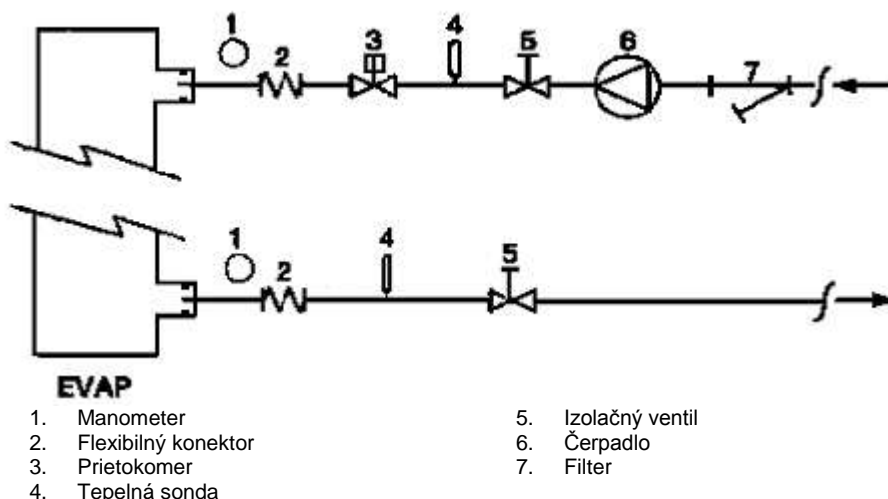 1 2 3 4 5 6 7
1 2 4 5
EVAP
1. Manometer
2. Flexibilný konektor
3. Prietokomer
4. Tepelná sonda
5. Izolačný ventil
6. Čerpadlo
7. Filter